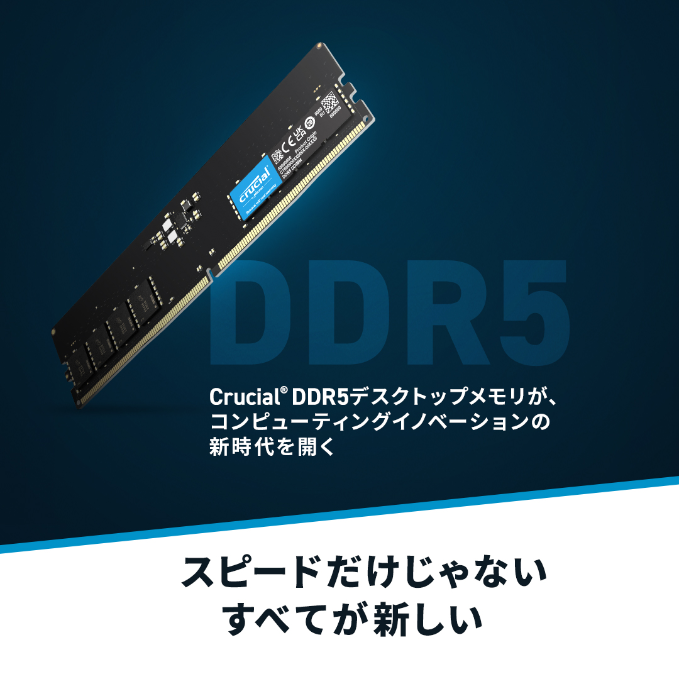 crucial
DDR5
Crucial® DDR5デスクトップメモリが、
コンピューティングイノベーションの
新時代を開く
スピードだけじゃない
すべてが新しい